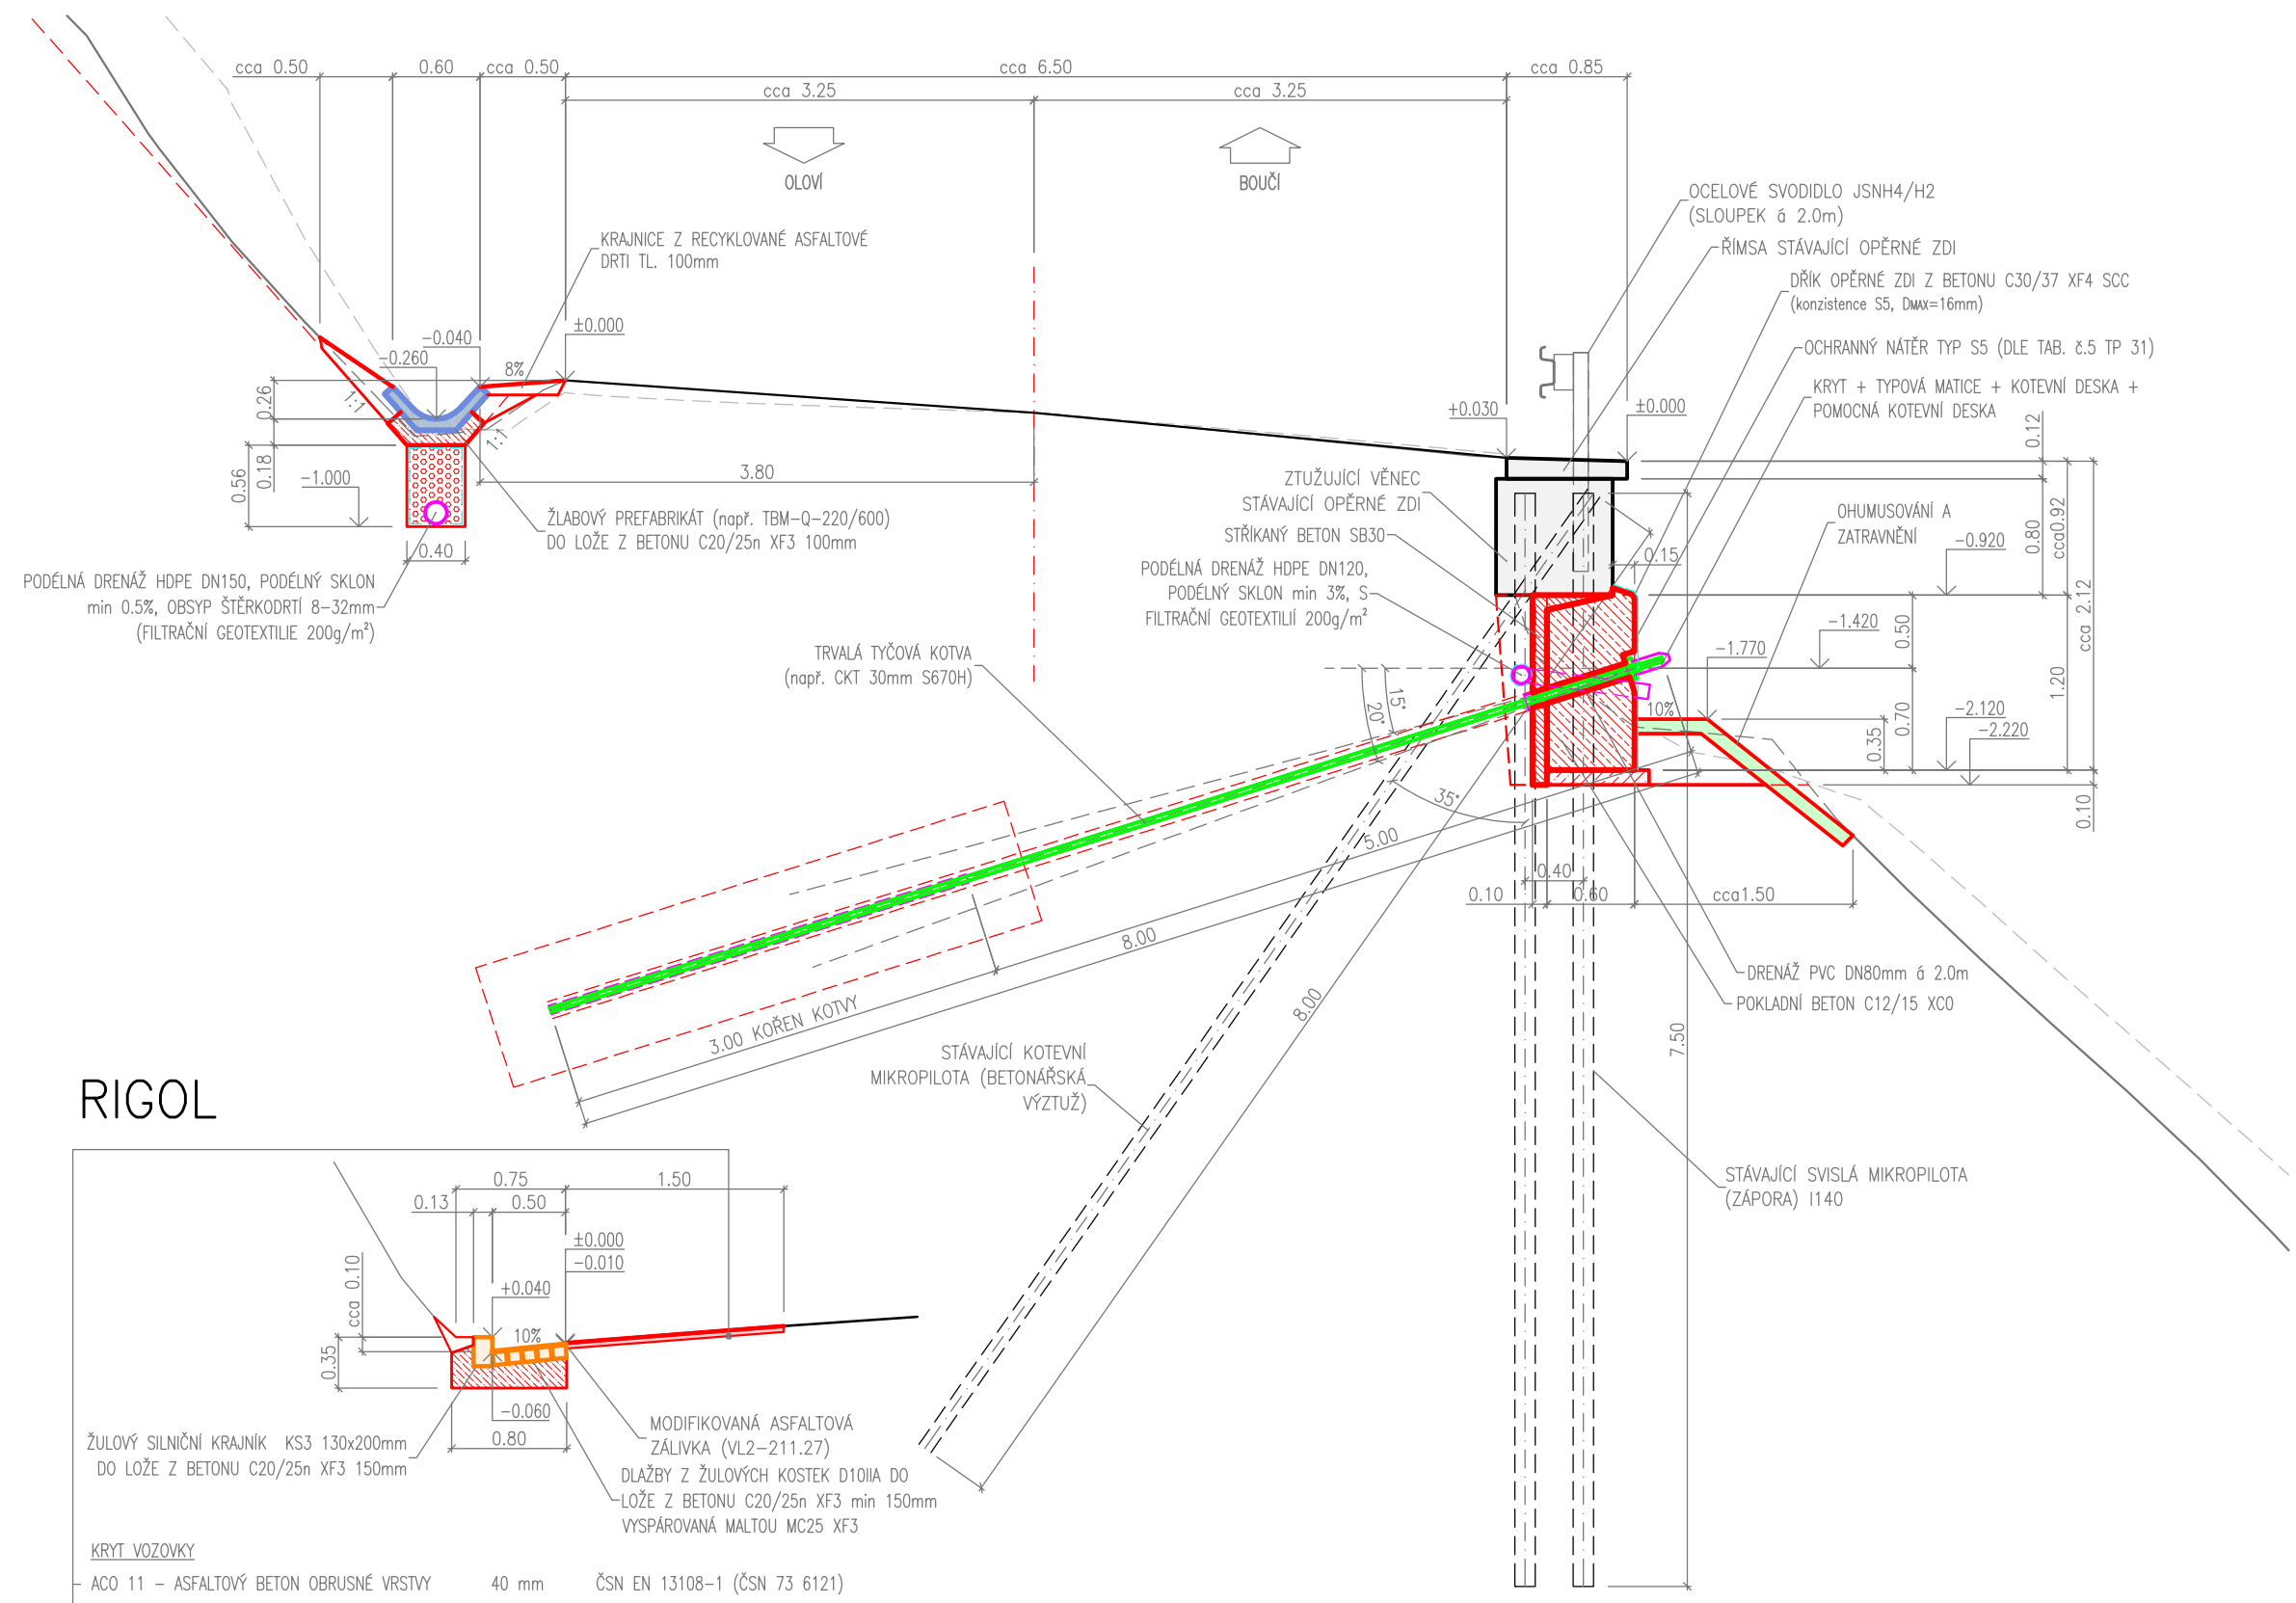 cca 0.50
0.60
cca 0.50
cca 6.50
cca 0.85
cca 3.25
cca 3.25
OLOVÍ
BOUČÍ
OCELOVÉ SVODIDLO JSNH4/H2
(SLOUPEK á 2.0m)
ŘÍMSA STÁVAJÍCÍ OPĚRNÉ ZDI
KRAJNICE Z RECYKLOVANÉ ASFALTOVÉ
DRTI TL. 100mm
DŘÍK OPĚRNÉ ZDI Z BETONU C30/37 XF4 SCC
(konzistence S5, DMAX=16mm)
OCHRANNÝ NÁTĚR TYP S5 (DLE TAB. č.5 TP 31)
KRYT + TYPOVÁ MATICE + KOTEVNÍ DESKA +
POMOCNÁ KOTEVNÍ DESKA
-0.040
±0.000
-0.260
8%
0.26
1:1
1:1
0.18
0.56
-1.000
0.40
3.80
+0.030
±0.000
0.12
0.80
cca0.92
cca 2.12
ZTUŽUJÍCÍ VĚNEC
STÁVAJÍCÍ OPĚRNÉ ZDI
STŘÍKANÝ BETON SB30
PODÉLNÁ DRENÁŽ HDPE DN120,
PODÉLNÝ SKLON min 3%, S
FILTRAČNÍ GEOTEXTILIÍ 200g/m²
OHUMUSOVÁNÍ A
ZATRAVNĚNÍ
0.15
-0.920
-1.420
-1.770
0.50
1.20
0.70
0.35
10%
-2.120
-2.220
0.10
ŽLABOVÝ PREFABRIKÁT (např. TBM-Q-220/600)
DO LOŽE Z BETONU C20/25n XF3 100mm
PODÉLNÁ DRENÁŽ HDPE DN150, PODÉLNÝ SKLON
min 0.5%, OBSYP ŠTĚRKODRTÍ 8-32mm
(FILTRAČNÍ GEOTEXTILIE 200g/m²)
TRVALÁ TYČOVÁ KOTVA
(např. CKT 30mm S670H)
15°
20°
35°
5.00
8.00
3.00 KOŘEN KOTVY
8.00
0.40
0.10
0.60
cca1.50
7.50
DRENÁŽ PVC DN80mm á 2.0m
POKLADNÍ BETON C12/15 XC0
STÁVAJÍCÍ KOTEVNÍ
MIKROPILOTA (BETONÁŘSKÁ
VÝZTUŽ)
STÁVAJÍCÍ SVISLÁ MIKROPILOTA
(ZÁPORA) I140
RIGOL
0.75
1.50
0.13
0.50
±0.000
-0.010
+0.040
cca 0.10
0.35
10%
-0.060
0.80
ŽULOVÝ SILNIČNÍ KRAJNÍK KS3 130x200mm
DO LOŽE Z BETONU C20/25n XF3 150mm
MODIFIKOVANÁ ASFALTOVÁ
ZÁLIVKA (VL2-211.27)
DLAŽBY Z ŽULOVÝCH KOSTEK D10IIA DO
LOŽE Z BETONU C20/25n XF3 min 150mm
VYSPÁROVANÁ MALTOU MC25 XF3
KRYT VOZOVKY
- ACO 11 - ASFALTOVÝ BETON OBRUSNÉ VRSTVY 40 mm ČSN EN 13108-1 (ČSN 73 6121)